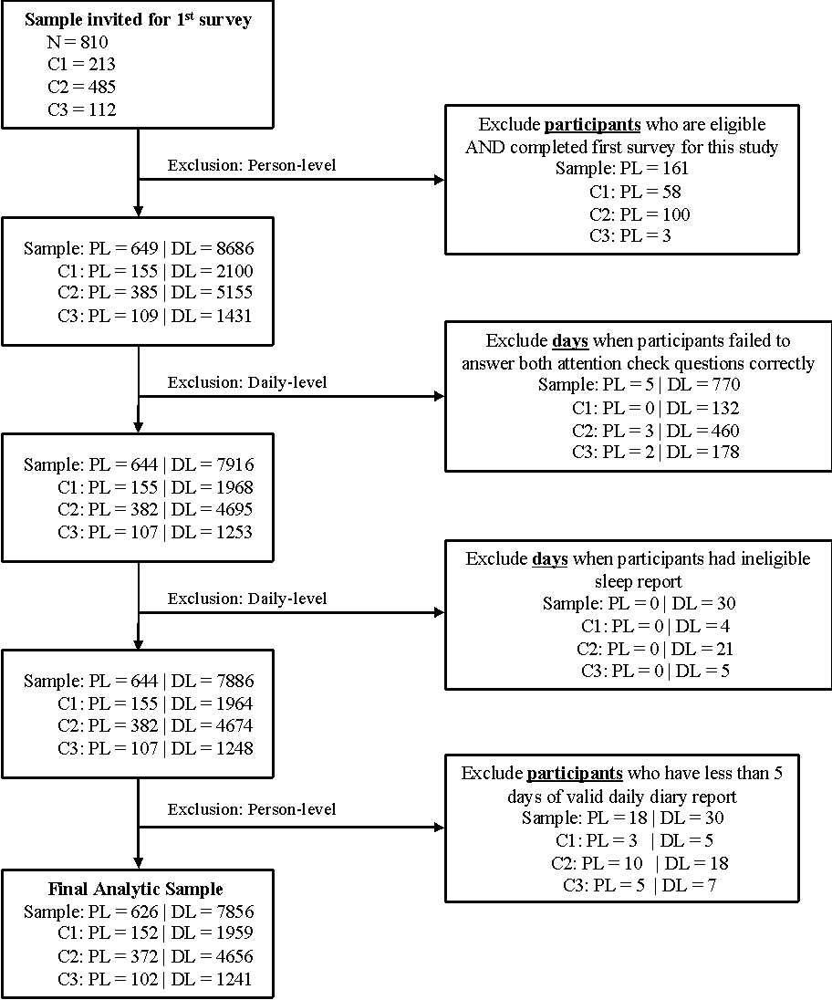 Sample invited for 1st survey
N = 810
C1 = 213
C2 = 485
C3 = 112
Exclusion: Person-level
Exclude participants who are eligible
AND completed first survey for this study
Sample: PL = 161
C1: PL = 58
C2: PL = 100
C3: PL = 3
Sample: PL = 649 | DL = 8686
C1: PL = 155 | DL = 2100
C2: PL = 385 | DL = 5155
C3: PL = 109 | DL = 1431
Exclusion: Daily-level
Exclude days when participants failed to
answer both attention check questions correctly
Sample: PL = 5 | DL = 770
C1: PL = 0 | DL = 132
C2: PL = 3 | DL = 460
C3: PL = 2 | DL = 178
Sample: PL = 644 | DL = 7916
C1: PL = 155 | DL = 1968
C2: PL = 382 | DL = 4695
C3: PL = 107 | DL = 1253
Exclusion: Daily-level
Exclude days when participants had ineligible
sleep report
Sample: PL = 0 | DL = 30
C1: PL = 0 | DL = 4
C2: PL = 0 | DL = 21
C3: PL = 0 | DL = 5
Sample: PL = 644 | DL = 7886
C1: PL = 155 | DL = 1964
C2: PL = 382 | DL = 4674
C3: PL = 107 | DL = 1248
Exclusion: Person-level
Exclude participants who have less than 5
days of valid daily diary report
Sample: PL = 18 | DL = 30
C1: PL = 3 | DL = 5
C2: PL = 10 | DL = 18
C3: PL = 5 | DL = 7
Final Analytic Sample
Sample: PL = 626 | DL = 7856
C1: PL = 152 | DL = 1959
C2: PL = 372 | DL = 4656
C3: PL = 102 | DL = 1241